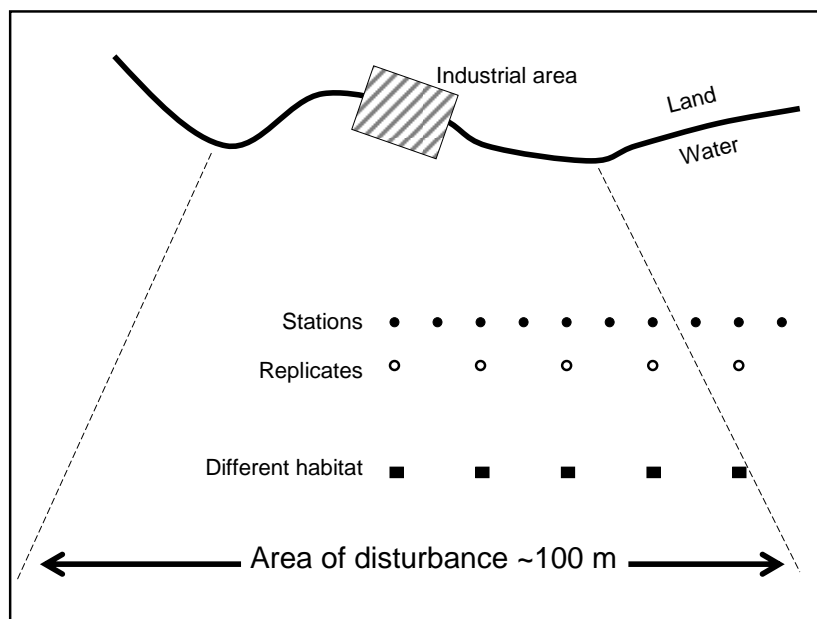 Industrial area
Land
Water
Stations
Replicates
Different habitat
Area of disturbance ~100 m